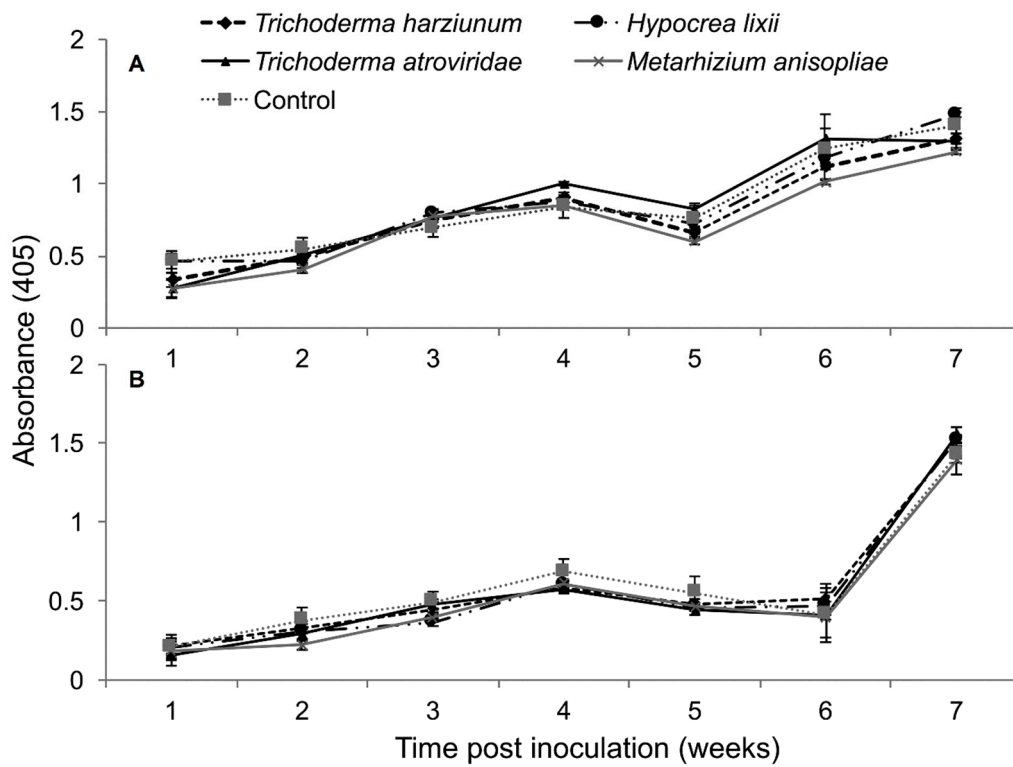 Trichoderma harziunum
Hypocrea lixii
Trichoderma atroviridae
Metarhizium anisopliae
Control
A
2
1.5
1
0.5
0
1 2 3 4 5 6 7
B
2
1.5
1
0.5
0
1 2 3 4 5 6 7
Absorbance (405)
Time post inoculation (weeks)